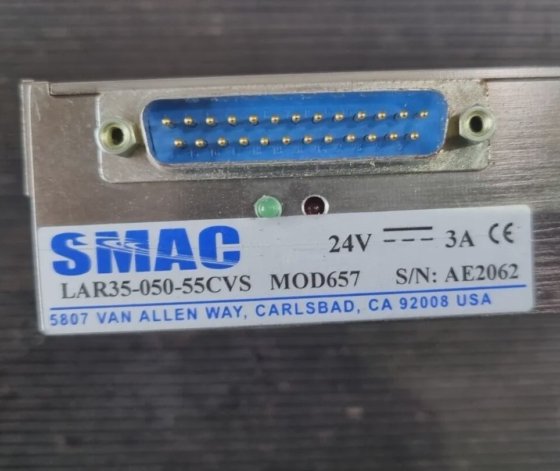 SMAC 24V 3A CE
LAR35-050-55CVS MOD657 S/N: AE2062
5807 VAN ALLEN WAY, CARLSBAD, CA 92008 USA